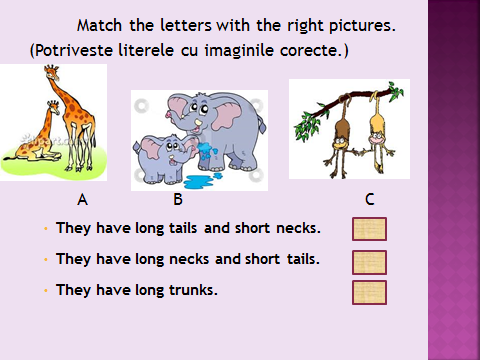 Match the letters with the right pictures.
(Potriveste literele cu imaginile corecte.)
A B C
They have long tails and short necks.
They have long necks and short tails.
They have long trunks.